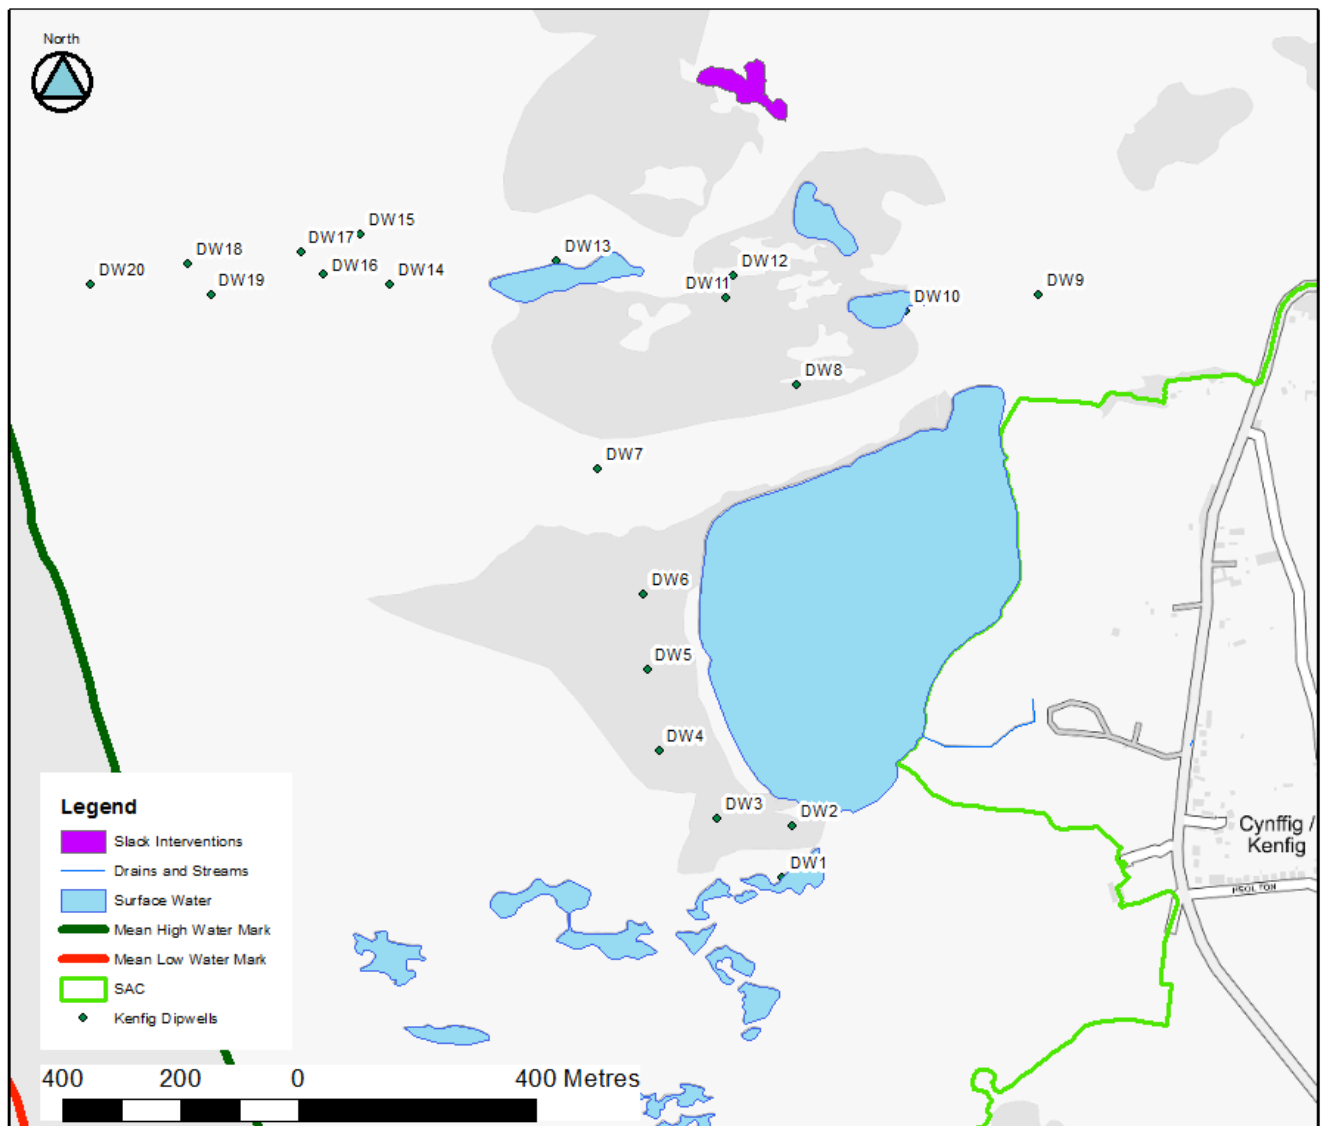 North
DW15
DW17
DW18
DW13
DW16
DW12
DW20
DW14
DW19
DW11
DW9
DW10
DW8
DW7
DW6
DW5
DW4
DW3
DW2
DW1
Cynffig /
Kenfig
Legend
Slack Interventions
Drains and Streams
Surface Water
Mean High Water Mark
Mean Low Water Mark
SAC
Kenfig Dipwells
400 200 0 400 Metres